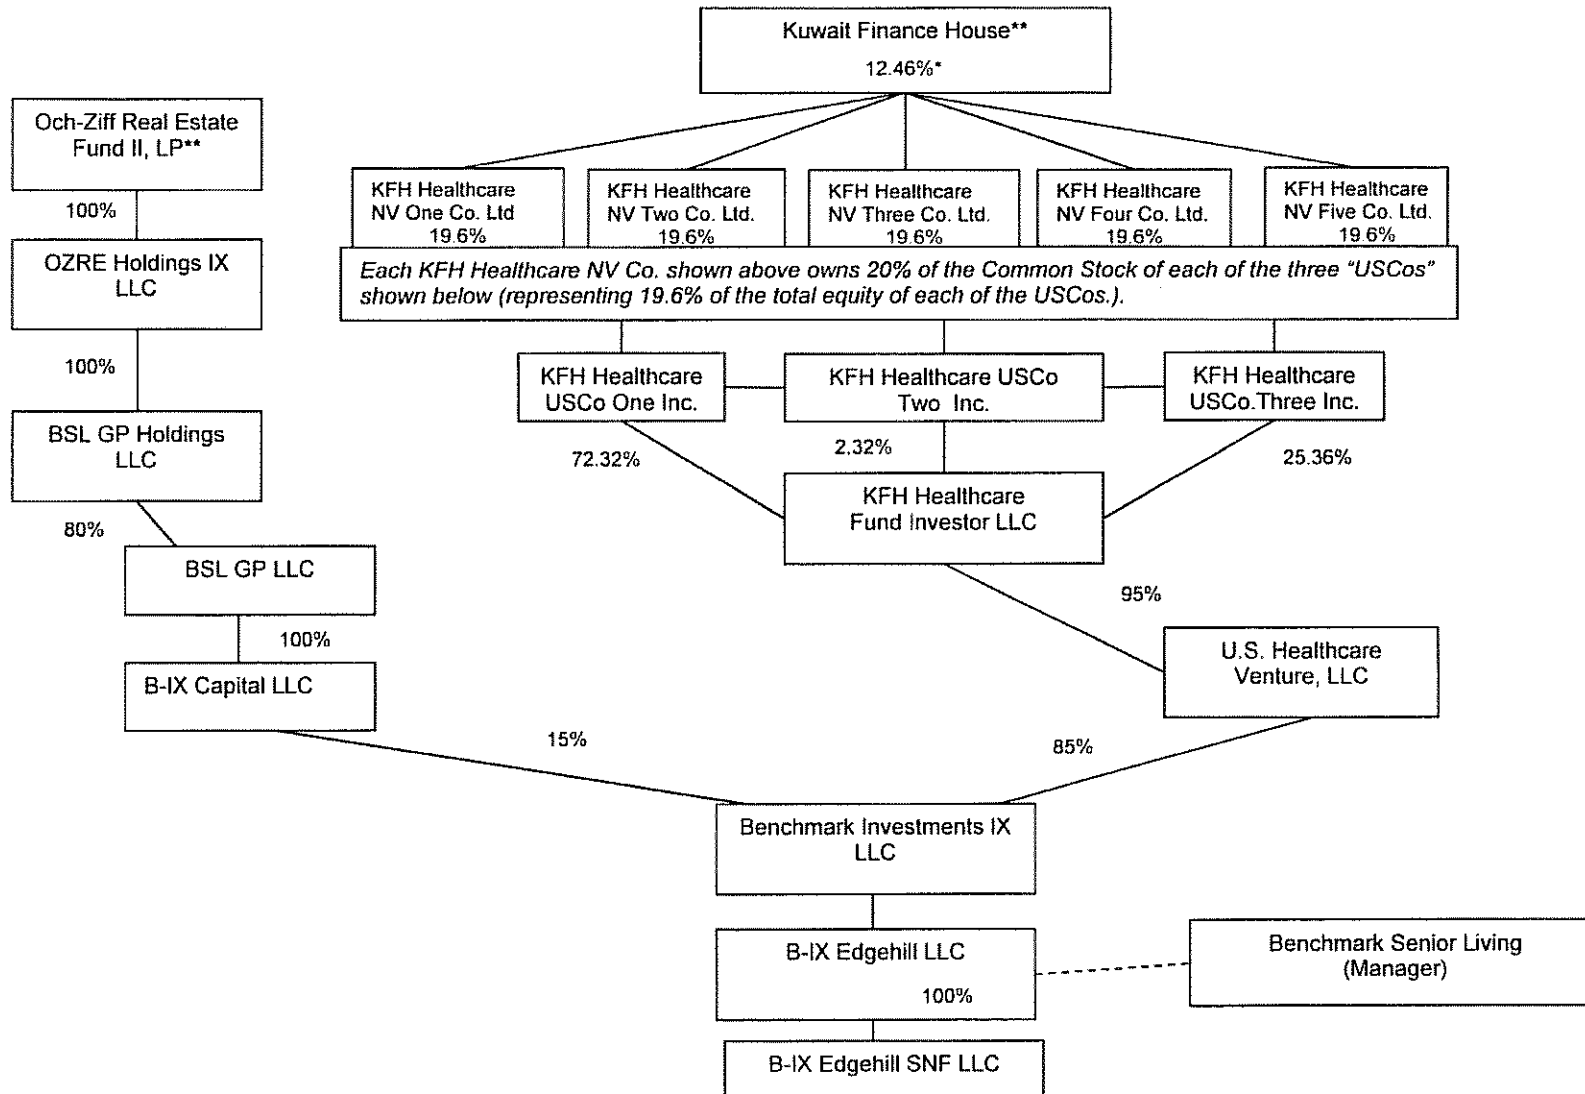 Kuwait Finance House**
12.46%*
Och-Ziff Real Estate
Fund II, LP**
100%
OZRE Holdings IX
LLC
100%
BSL GP Holdings
LLC
80%
BSL GP LLC
100%
B-IX Capital LLC
15%
KFH Healthcare
NV One Co. Ltd
19.6%
KFH Healthcare
NV Two Co. Ltd.
19.6%
KFH Healthcare
NV Three Co. Ltd.
19.6%
KFH Healthcare
NV Four Co. Ltd.
19.6%
KFH Healthcare
NV Five Co. Ltd.
19.6%
Each KFH Healthcare NV Co. shown above owns 20% of the Common Stock of each of the three “USCos”
shown below (representing 19.6% of the total equity of each of the USCos.).
KFH Healthcare
USCo One Inc.
KFH Healthcare USCo
Two Inc.
KFH Healthcare
USCo.Three Inc.
72.32%
2.32%
25.36%
KFH Healthcare
Fund Investor LLC
95%
U.S. Healthcare
Venture, LLC
85%
Benchmark Investments IX
LLC
B-IX Edgehill LLC
100%
Benchmark Senior Living
(Manager)
B-IX Edgehill SNF LLC